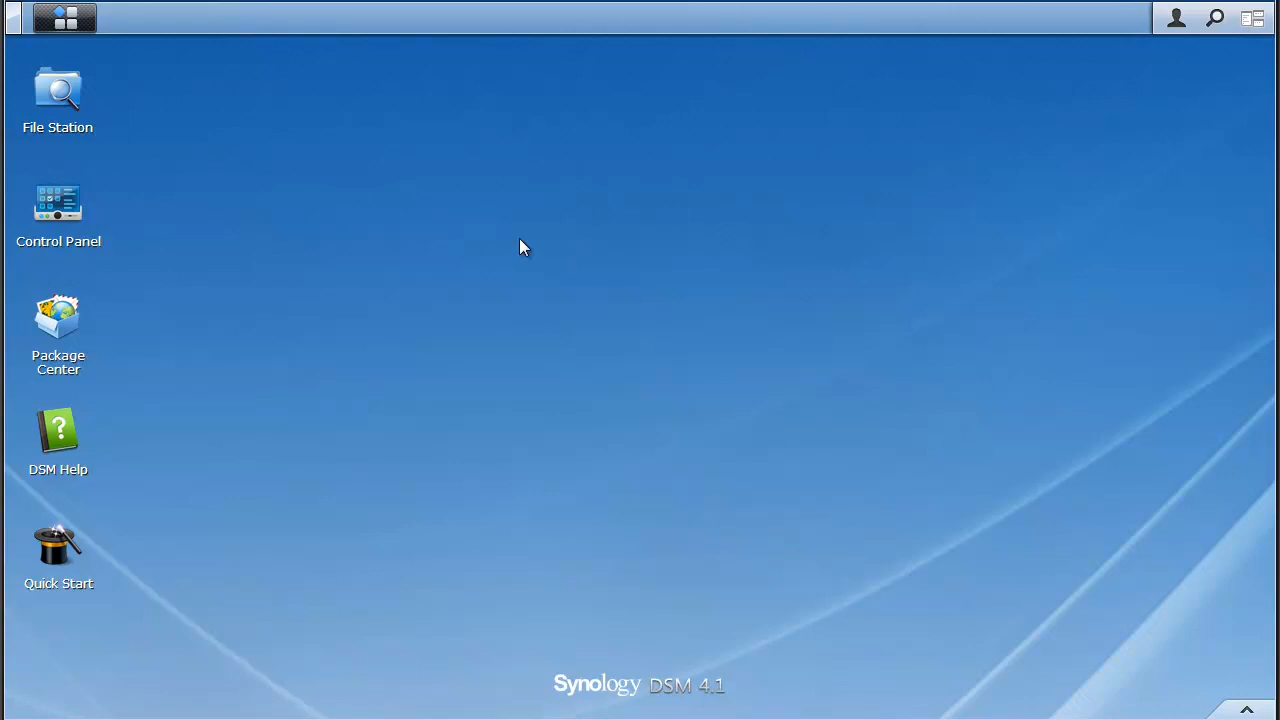 File Station
Control Panel
Package
Center
DSM Help
Quick Start
Synology DSM 4.1